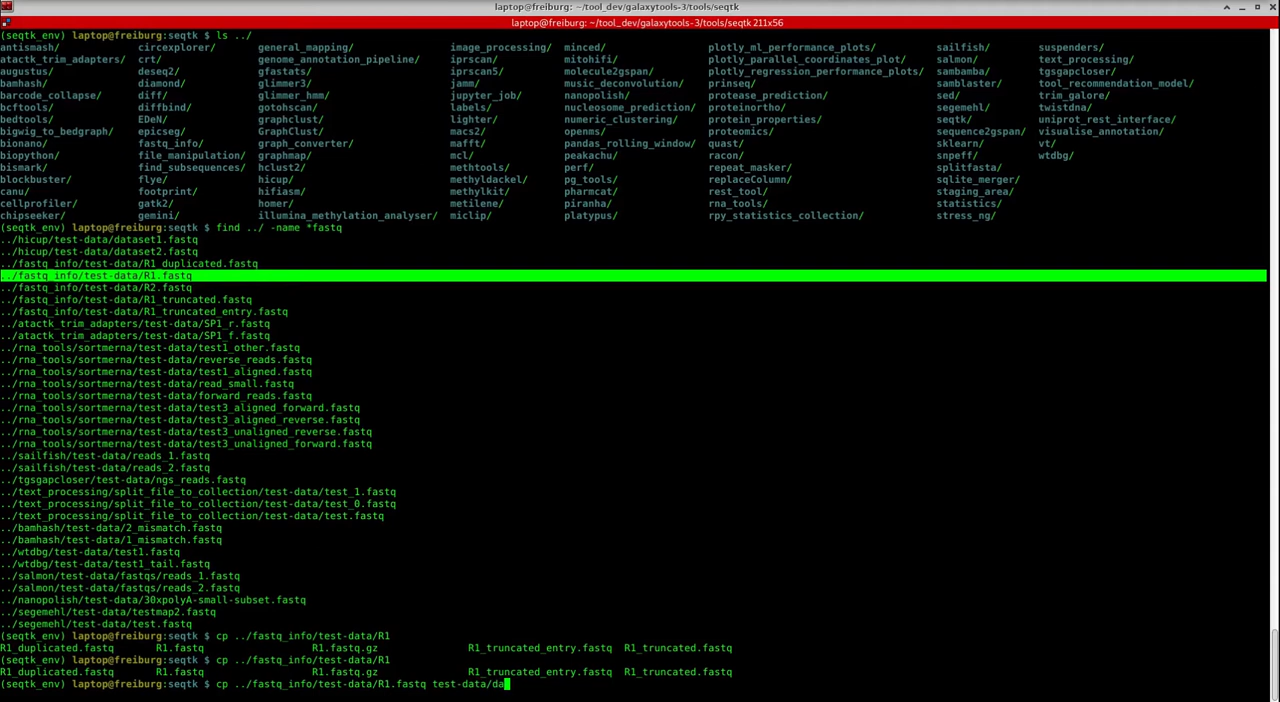 laptop@freiburg: ~/tool_dev/galaxytools-3/tools/seqtk
laptop@freiburg: ~/tool_dev/galaxytools-3/tools/seqtk 211x56
(seqtk_env) laptop@freiburg:seqtk $ ls ../
antismash/ circexplorer/ general_mapping/ image_processing/ minced/ plotly_ml_performance_plots/ sailfish/ suspenders/
atactk_trim_adapters/ crt/ genome_annotation_pipeline/ iprscan/ mitohifi/ plotly_parallel_coordinates_plot/ salmon/ text_processing/
augustus/ deseq2/ gfastats/ iprscan5/ molecule2gspan/ plotly_regression_performance_plots/ sambamba/ tgsgapcloser/
bamhash/ diamond/ glimmer3/ jamm/ music_deconvolution/ prinseq/ samblaster/ tool_recommendation_model/
barcode_collapse/ diff/ glimmer_hmm/ jupyter_job/ nanopolish/ protease_prediction/ sed/ trim_galore/
bcftools/ diffbind/ gotohscan/ labels/ nucleosome_prediction/ proteinortho/ segemehl/ twistdna/
bedtools/ EDeN/ graphclust/ lighter/ numeric_clustering/ protein_properties/ seqtk/ uniprot_rest_interface/
bigwig_to_bedgraph/ epicseg/ GraphClust/ macs2/ openms/ proteomics/ sequence2gspan/ visualise_annotation/
bionano/ fastq_info/ graph_converter/ mafft/ pandas_rolling_window/ quast/ sklearn/ vt/
biopython/ file_manipulation/ graphmap/ mcl/ peakachu/ racon/ snpeff/ wtdbg/
bismark/ find_subsequences/ hclust2/ methtools/ perf/ repeat_masker/ splitfasta/
blockbuster/ flye/ hicup/ methyldackel/ pg_tools/ replaceColumn/ sqlite_merger/
canu/ footprint/ hifiasm/ methylkit/ pharmcat/ rest_tool/ staging_area/
cellprofiler/ gatk2/ homer/ metilene/ piranha/ rna_tools/ statistics/
chipseeker/ gemini/ illumina_methylation_analyser/ miclip/ platypus/ rpy_statistics_collection/ stress_ng/
(seqtk_env) laptop@freiburg:seqtk $ find ../ -name *fastq
../hicup/test-data/dataset1.fastq
../hicup/test-data/dataset2.fastq
../fastq_info/test-data/R1_duplicated.fastq
../fastq_info/test-data/R1.fastq
../fastq_info/test-data/R2.fastq
../fastq_info/test-data/R1_truncated.fastq
../fastq_info/test-data/R1_truncated_entry.fastq
../atactk_trim_adapters/test-data/SP1_r.fastq
../atactk_trim_adapters/test-data/SP1_f.fastq
../rna_tools/sortmerna/test-data/test1_other.fastq
../rna_tools/sortmerna/test-data/reverse_reads.fastq
../rna_tools/sortmerna/test-data/test1_aligned.fastq
../rna_tools/sortmerna/test-data/read_small.fastq
../rna_tools/sortmerna/test-data/forward_reads.fastq
../rna_tools/sortmerna/test-data/test3_aligned_forward.fastq
../rna_tools/sortmerna/test-data/test3_aligned_reverse.fastq
../rna_tools/sortmerna/test-data/test3_unaligned_reverse.fastq
../rna_tools/sortmerna/test-data/test3_unaligned_forward.fastq
../sailfish/test-data/reads_1.fastq
../sailfish/test-data/reads_2.fastq
../tgsgapcloser/test-data/ngs_reads.fastq
../text_processing/split_file_to_collection/test-data/test_1.fastq
../text_processing/split_file_to_collection/test-data/test_0.fastq
../text_processing/split_file_to_collection/test-data/test.fastq
../bamhash/test-data/2_mismatch.fastq
../bamhash/test-data/1_mismatch.fastq
../wtdbg/test-data/test1.fastq
../wtdbg/test-data/test1_tail.fastq
../salmon/test-data/fastqs/reads_1.fastq
../salmon/test-data/fastqs/reads_2.fastq
../nanopolish/test-data/30xpolyA-small-subset.fastq
../segemehl/test-data/testmap2.fastq
../segemehl/test-data/test.fastq
(seqtk_env) laptop@freiburg:seqtk $ cp ../fastq_info/test-data/R1
R1_duplicated.fastq R1.fastq R1.fastq.gz R1_truncated_entry.fastq R1_truncated.fastq
(seqtk_env) laptop@freiburg:seqtk $ cp ../fastq_info/test-data/R1
R1_duplicated.fastq R1.fastq R1.fastq.gz R1_truncated_entry.fastq R1_truncated.fastq
(seqtk_env) laptop@freiburg:seqtk $ cp ../fastq_info/test-data/R1.fastq test-data/da